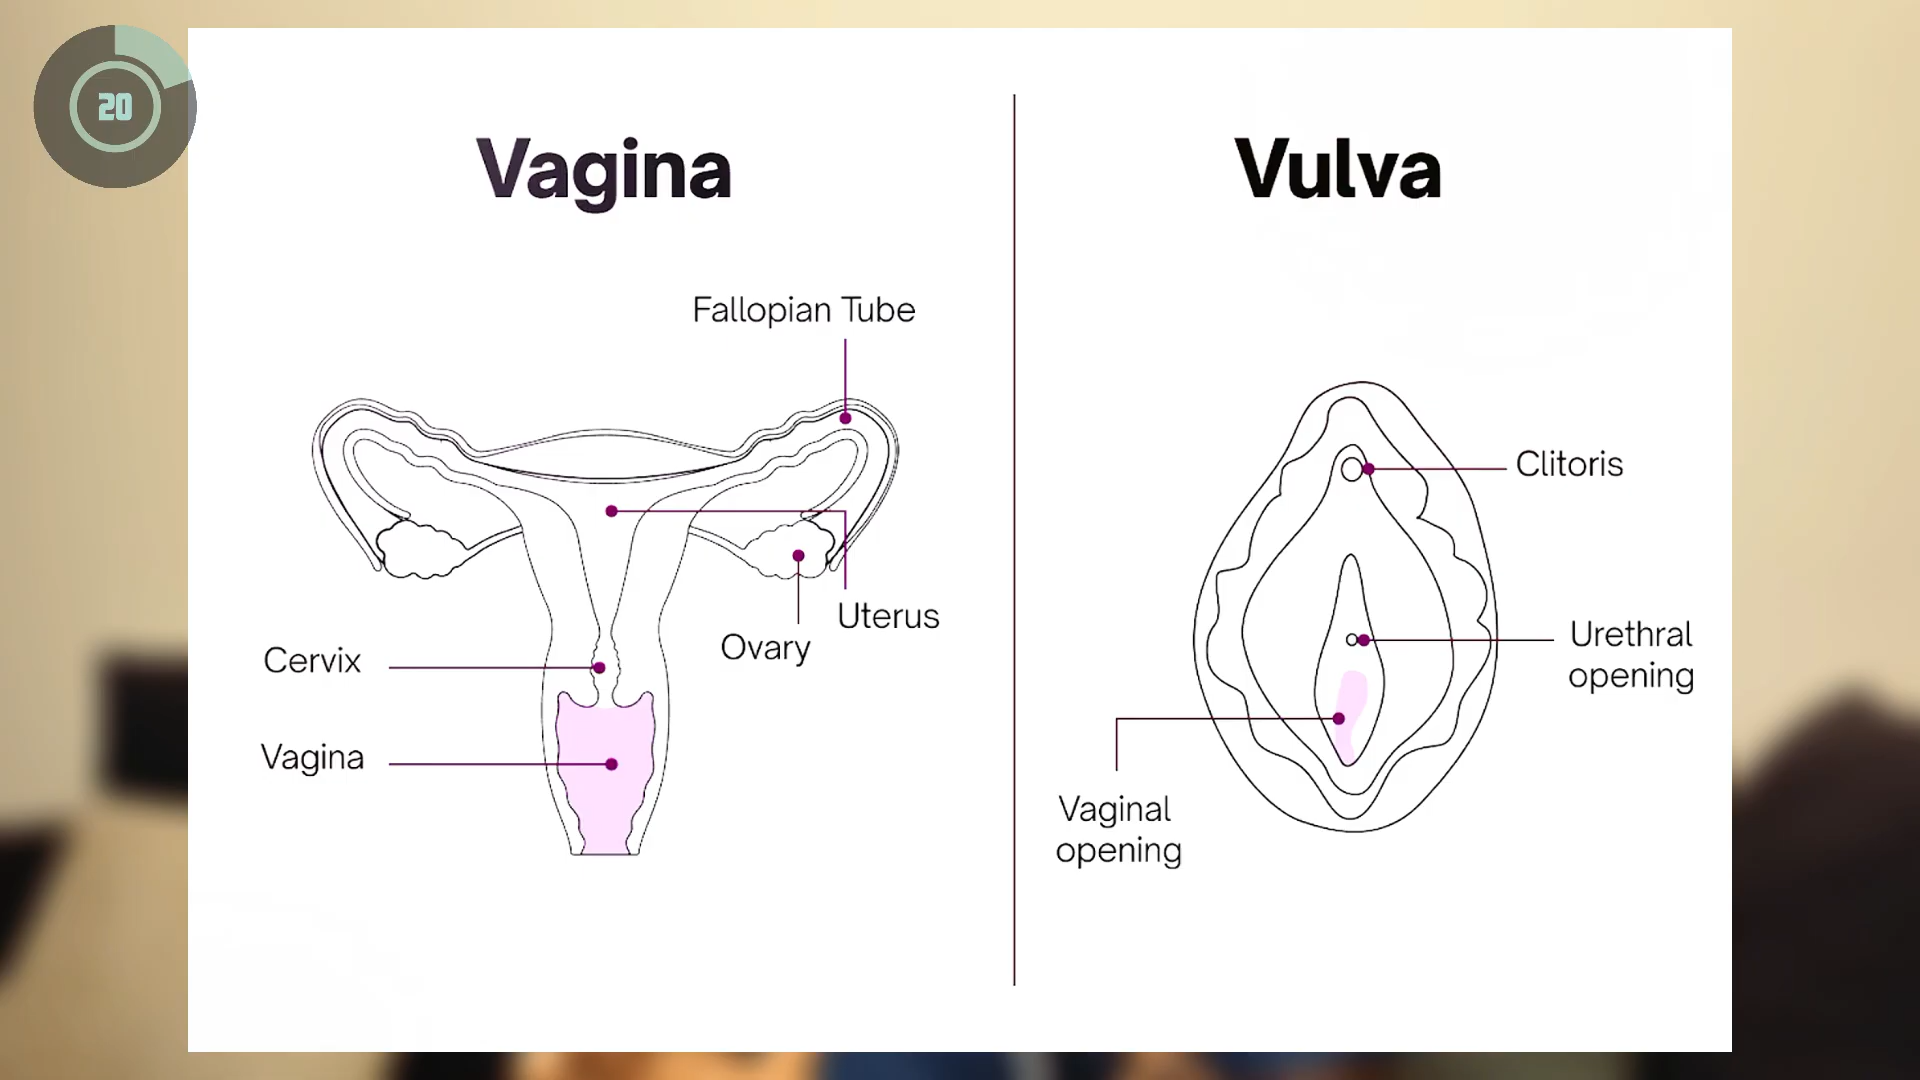 20
Vagina
Fallopian Tube
Uterus
Ovary
Cervix
Vagina
Vulva
Clitoris
Urethral
opening
Vaginal
opening